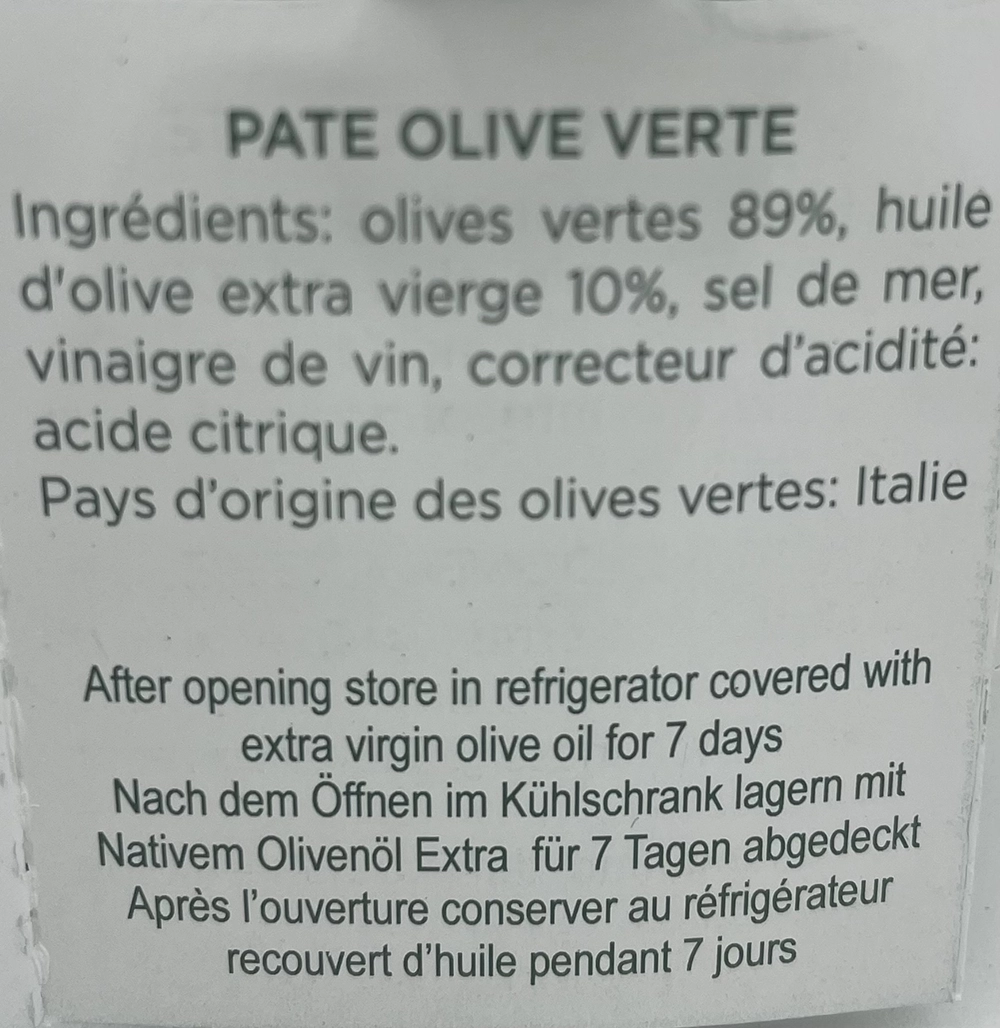 PATE OLIVE VERTE
Ingrédients: olives vertes 89%, huile
d'olive extra vierge 10%, sel de mer,
vinaigre de vin, correcteur d'acidité:
acide citrique.
Pays d'origine des olives vertes: Italie
After opening store in refrigerator covered with
extra virgin olive oil for 7 days
Nach dem Öffnen im Kühlschrank lagern mit
Nativem Olivenöl Extra für 7 Tagen abgedeckt
Après l'ouverture conserver au réfrigérateur
recouvert d'huile pendant 7 jours